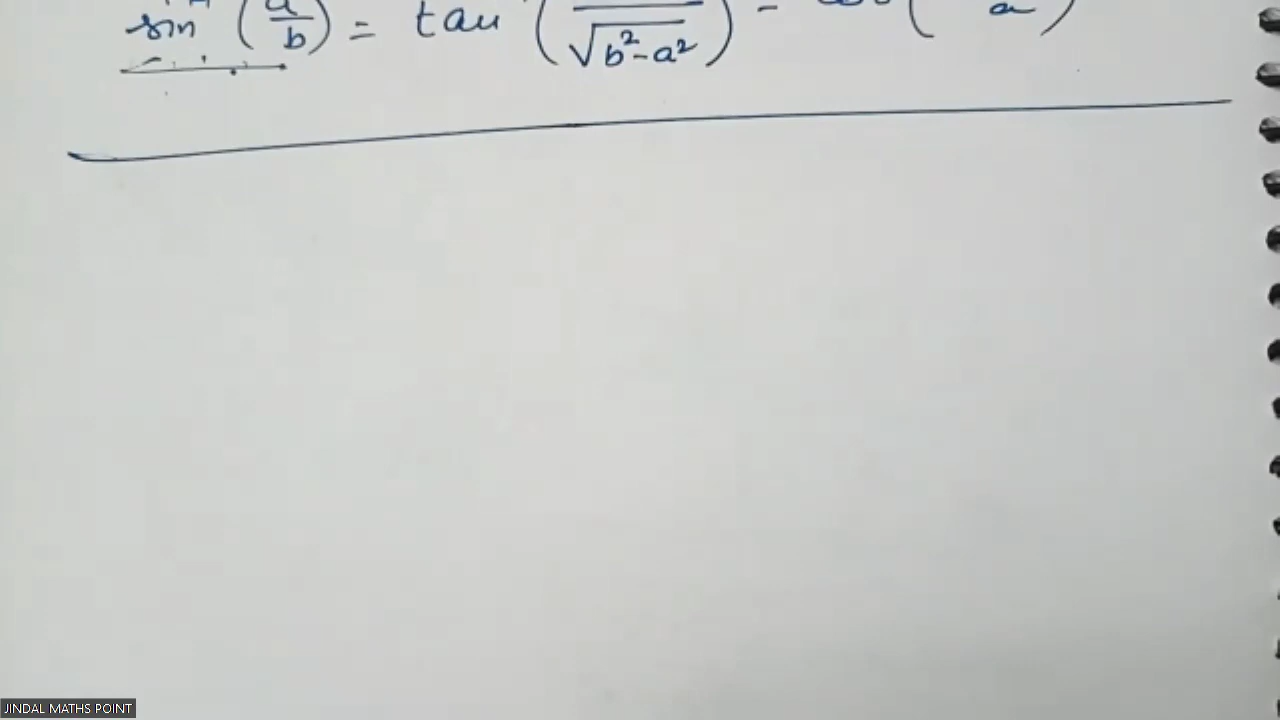 sin (a/b) = tan ( /√b²-a²) = ( a)
JINDAL MATHS POINT